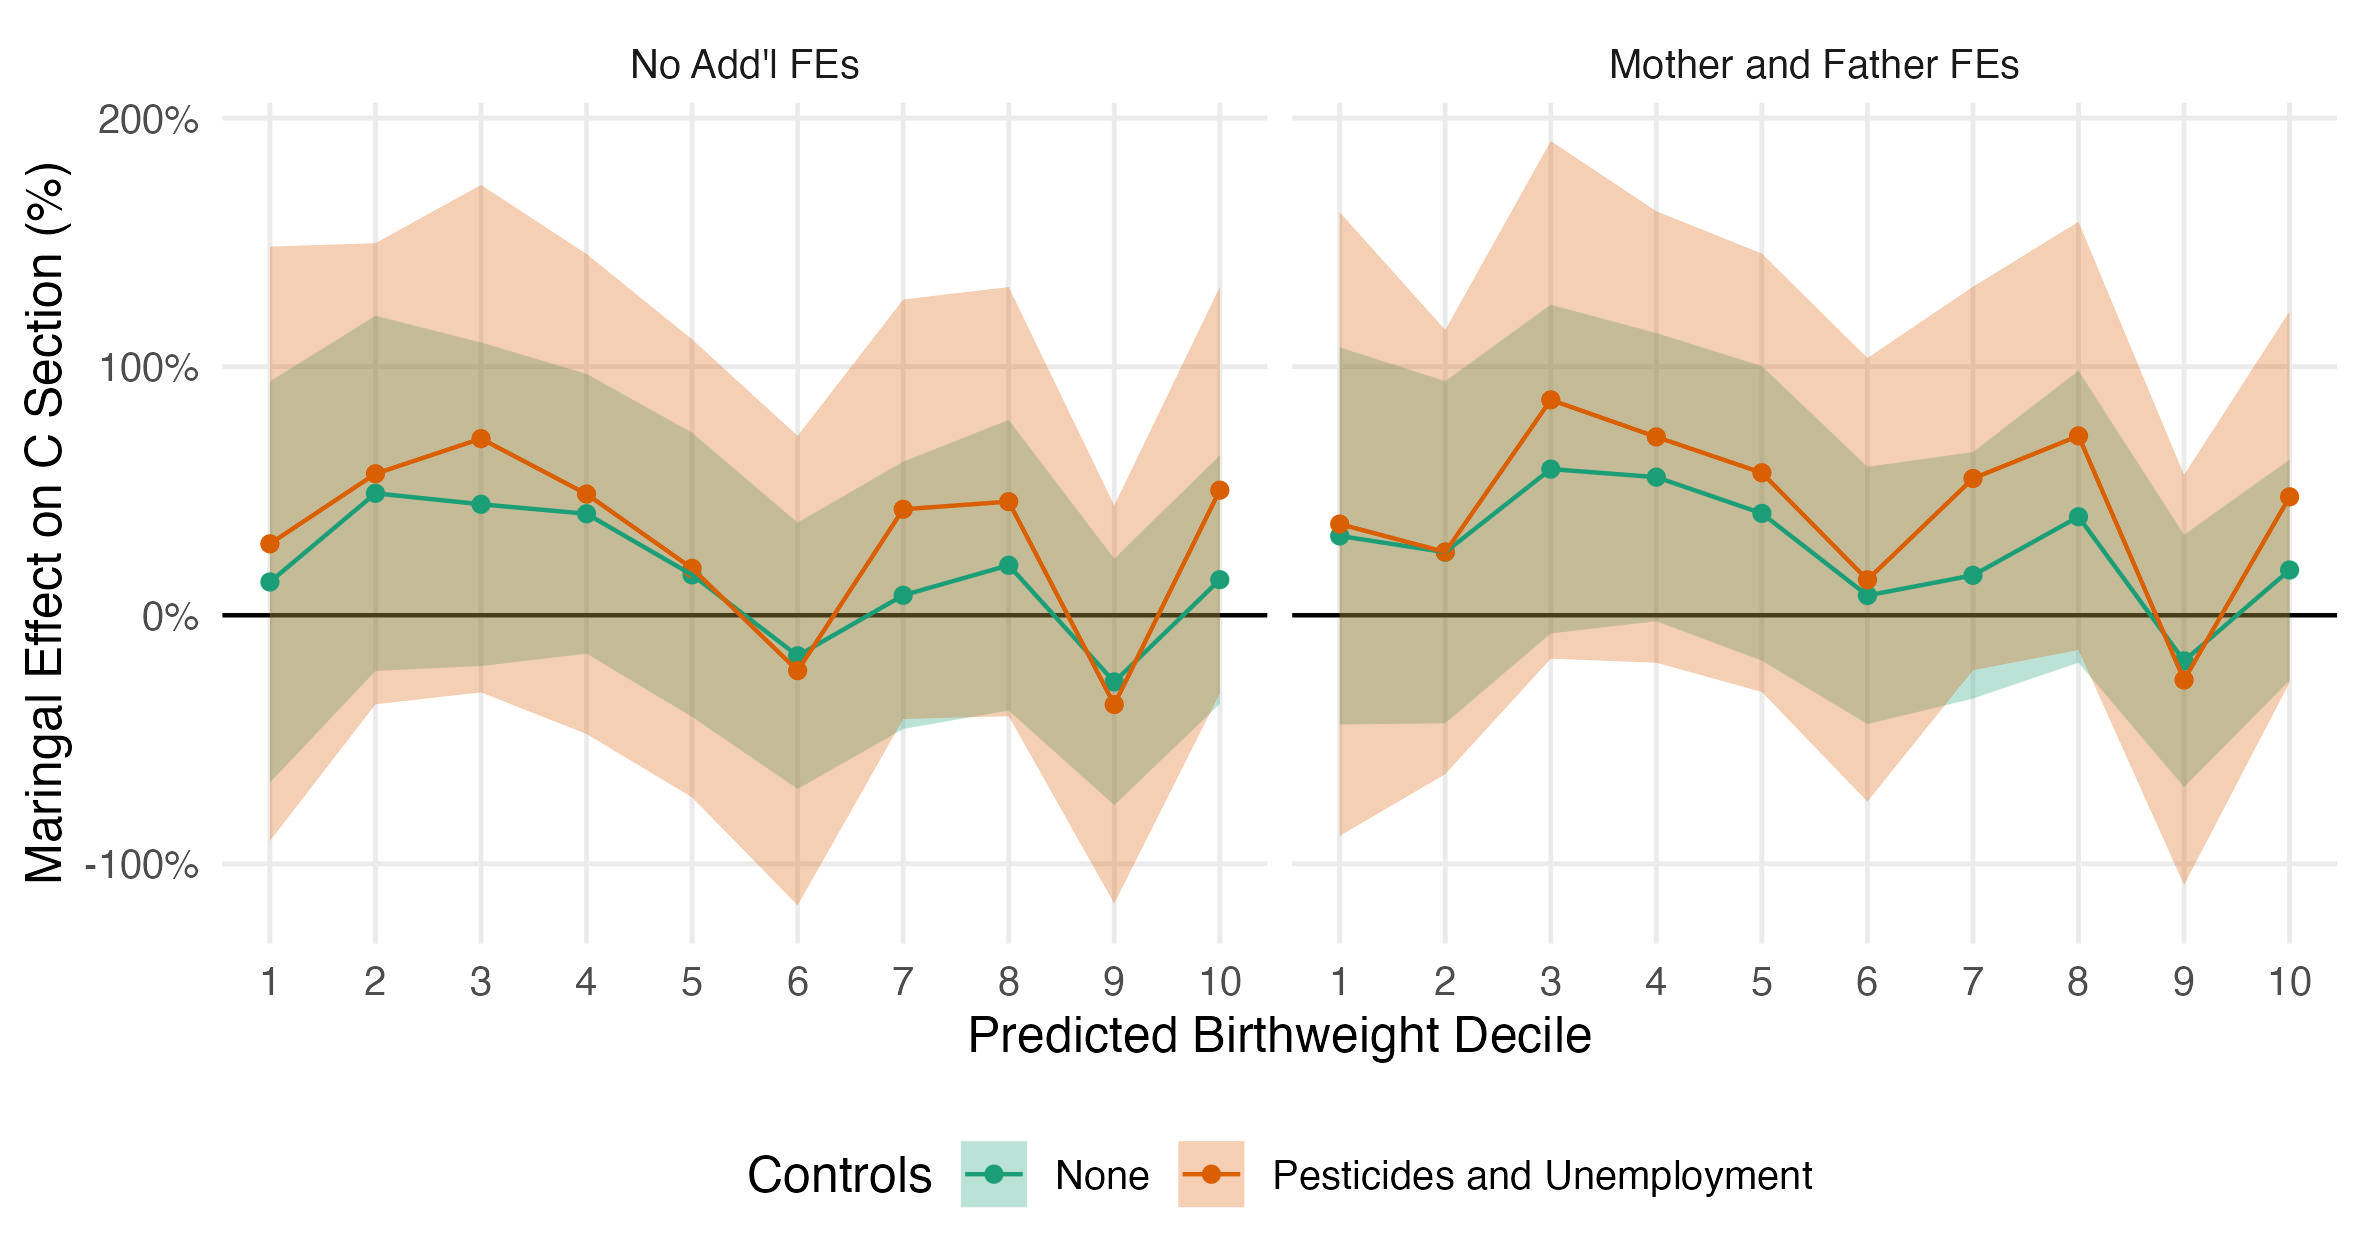 No Add'l FEs
Mother and Father FEs
Maringal Effect on C Section (%)
200%
100%
0%
-100%
1 2 3 4 5 6 7 8 9 10
1 2 3 4 5 6 7 8 9 10
Predicted Birthweight Decile
Controls None Pesticides and Unemployment